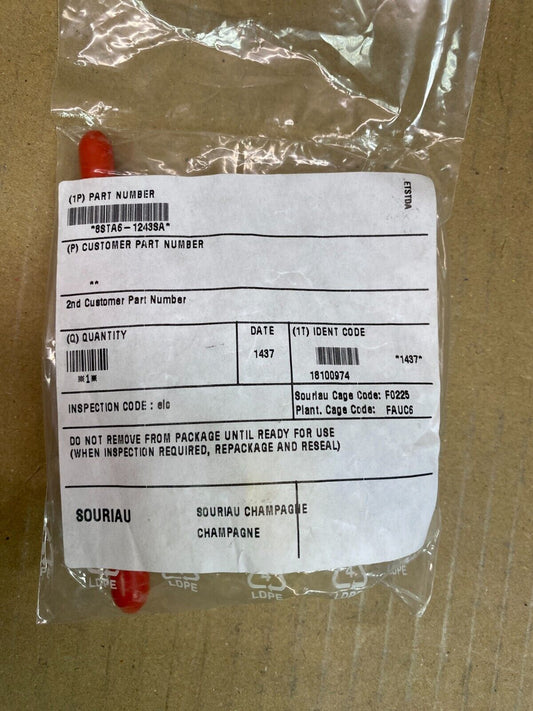 ETSTDA
(1P) PART NUMBER
*8STA6-12439A*
(P) CUSTOMER PART NUMBER
**
2nd Customer Part Number
(Q) QUANTITY
*1*
DATE
1437
(1T) IDENT CODE
*1437*
18100974
INSPECTION CODE : elc
Souriau Cage Code: F0225
Plant. Cage Code: FAUC6
DO NOT REMOVE FROM PACKAGE UNTIL READY FOR USE
(WHEN INSPECTION REQUIRED, REPACKAGE AND RESEAL)
SOURIAU
SOURIAU CHAMPAGNE
CHAMPAGNE
LDPE
LDPE
LDPE